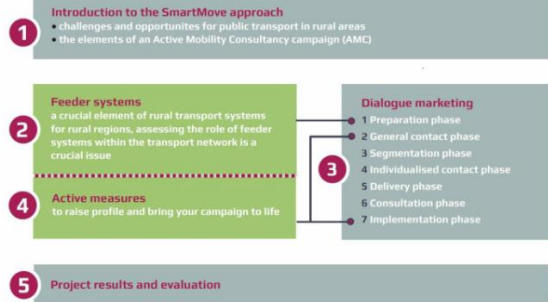 1
Introduction to the SmartMove approach
• challenges and opportunites for public transport in rural areas
• the elements of an Active Mobility Consultancy campaign (AMC)
2
Feeder systems
a crucial element of rural transport systems
for rural regions, assessing the role of feeder
systems within the transport network is a
crucial issue
4
Active measures
to raise profile and bring your campaign to life
3
Dialogue marketing
1 Preparation phase
2 General contact phase
3 Segmentation phase
4 Individualised contact phase
5 Delivery phase
6 Consultation phase
7 Implementation phase
5
Project results and evaluation